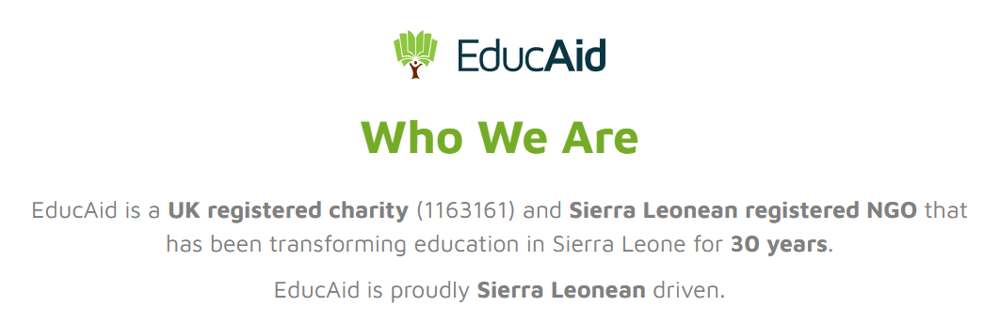 EducAid
Who We Are
EducAid is a UK registered charity (1163161) and Sierra Leonean registered NGO that
has been transforming education in Sierra Leone for 30 years.
EducAid is proudly Sierra Leonean driven.